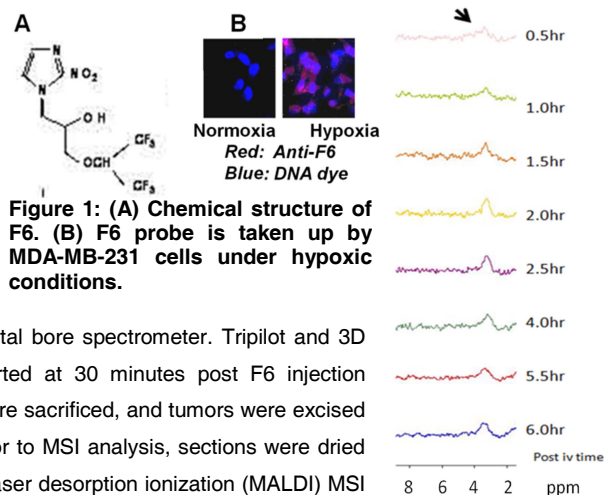 A
B
N
N
NO₂
OH
CF₃
OCH
CF₃
I
Normoxia Hypoxia
Red: Anti-F6
Blue: DNA dye
Figure 1: (A) Chemical structure of
F6. (B) F6 probe is taken up by
MDA-MB-231 cells under hypoxic
conditions.
tal bore spectrometer. Tripilot and 3D
rted at 30 minutes post F6 injection
re sacrificed, and tumors were excised
or to MSI analysis, sections were dried
aser desorption ionization (MALDI) MSI
0.5hr
1.0hr
1.5hr
2.0hr
2.5hr
4.0hr
5.5hr
6.0hr
Post iv time
8 6 4 2 ppm